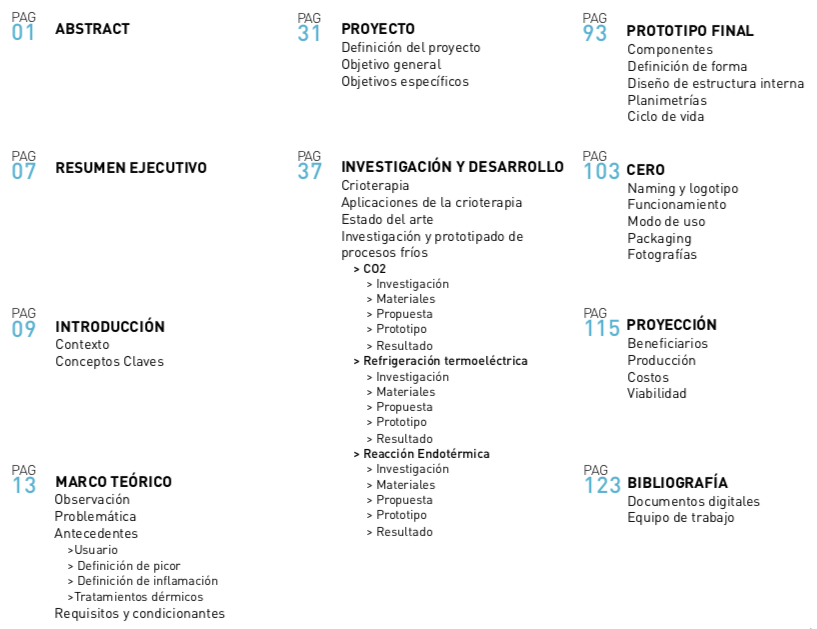 PAG
01
ABSTRACT
PAG
07
RESUMEN EJECUTIVO
PAG
09
INTRODUCCIÓN
Contexto
Conceptos Claves
PAG
13
MARCO TEÓRICO
Observación
Problemática
Antecedentes
>Usuario
> Definición de picor
> Definición de inflamación
>Tratamientos dérmicos
Requisitos y condicionantes
PAG
31
PROYECTO
Definición del proyecto
Objetivo general
Objetivos específicos
PAG
37
INVESTIGACIÓN Y DESARROLLO
Crioterapia
Aplicaciones de la crioterapia
Estado del arte
Investigación y prototipado de
procesos fríos
> CO2
> Investigación
> Materiales
> Propuesta
> Prototipo
> Resultado
> Refrigeración termoeléctrica
> Investigación
> Materiales
> Propuesta
> Prototipo
> Resultado
> Reacción Endotérmica
> Investigación
> Materiales
> Propuesta
> Prototipo
> Resultado
PAG
93
PROTOTIPO FINAL
Componentes
Definición de forma
Diseño de estructura interna
Planimetrías
Ciclo de vida
PAG
103
CERO
Naming y logotipo
Funcionamiento
Modo de uso
Packaging
Fotografías
PAG
115
PROYECCIÓN
Beneficiarios
Producción
Costos
Viabilidad
PAG
123
BIBLIOGRAFÍA
Documentos digitales
Equipo de trabajo